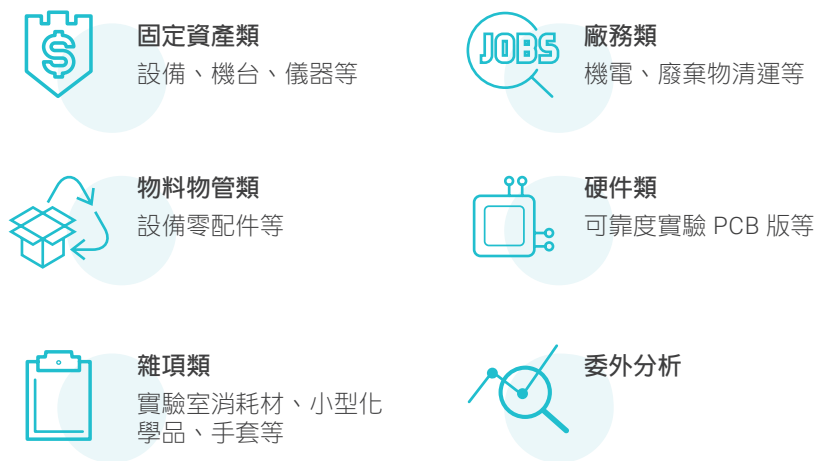 固定資產類
設備、機台、儀器等
JOBS
廠務類
機電、廢棄物清運等
物料物管類
設備零配件等
硬件類
可靠度實驗 PCB 版等
雜項類
實驗室消耗材、小型化
學品、手套等
委外分析